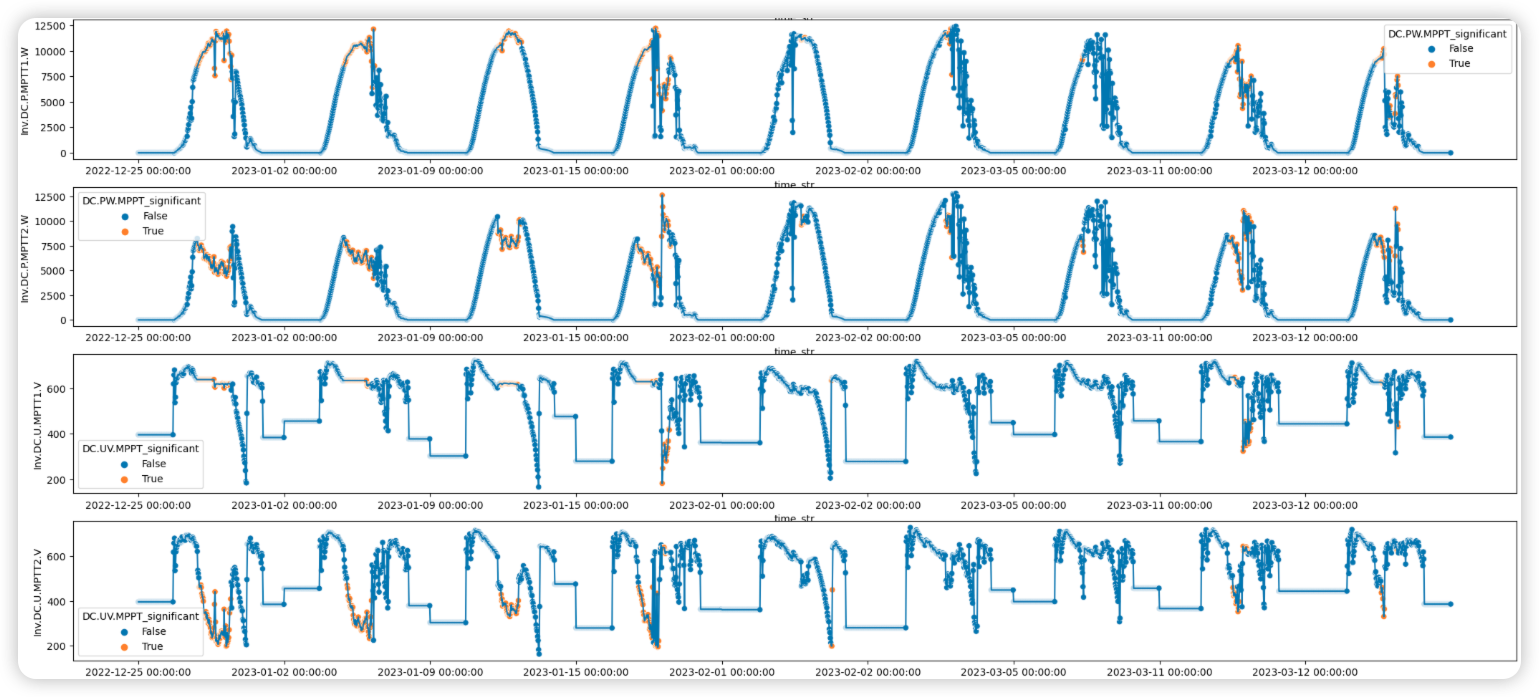 Inv.DC.P.MPTT1.W
12500
10000
7500
5000
2500
0
DC.PW.MPPT_significant
False
True
2022-12-25 00:00:00 2023-01-02 00:00:00 2023-01-09 00:00:00 2023-01-15 00:00:00 2023-02-01 00:00:00 2023-02-02 00:00:00 2023-03-05 00:00:00 2023-03-11 00:00:00 2023-03-12 00:00:00
time_str
Inv.DC.P.MPTT2.W
12500
10000
7500
5000
2500
0
DC.PW.MPPT_significant
False
True
2022-12-25 00:00:00 2023-01-02 00:00:00 2023-01-09 00:00:00 2023-01-15 00:00:00 2023-02-01 00:00:00 2023-02-02 00:00:00 2023-03-05 00:00:00 2023-03-11 00:00:00 2023-03-12 00:00:00
time_str
Inv.DC.U.MPTT1.V
600
400
200
DC.UV.MPPT_significant
False
True
2022-12-25 00:00:00 2023-01-02 00:00:00 2023-01-09 00:00:00 2023-01-15 00:00:00 2023-02-01 00:00:00 2023-02-02 00:00:00 2023-03-05 00:00:00 2023-03-11 00:00:00 2023-03-12 00:00:00
time_str
Inv.DC.U.MPTT2.V
600
400
200
DC.UV.MPPT_significant
False
True
2022-12-25 00:00:00 2023-01-02 00:00:00 2023-01-09 00:00:00 2023-01-15 00:00:00 2023-02-01 00:00:00 2023-02-02 00:00:00 2023-03-05 00:00:00 2023-03-11 00:00:00 2023-03-12 00:00:00